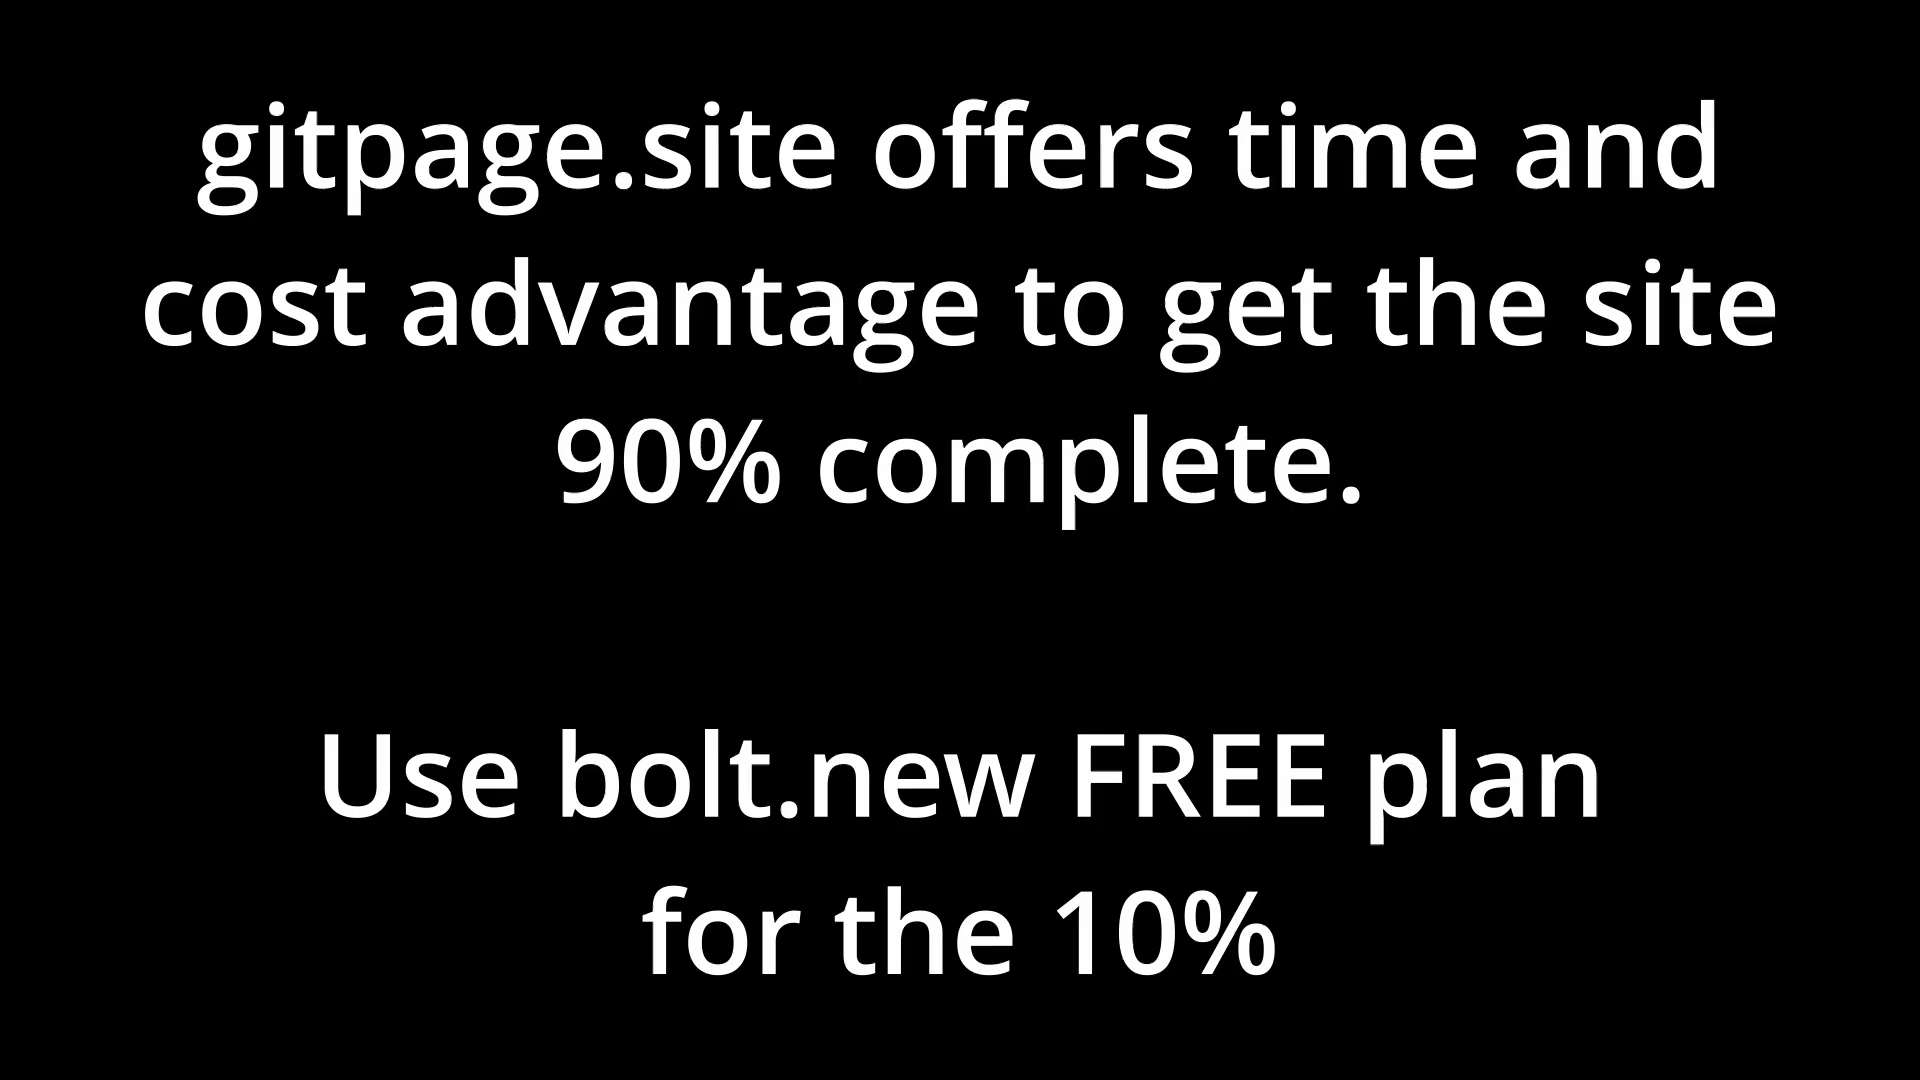 gitpage.site offers time and
cost advantage to get the site
90% complete.
Use bolt.new FREE plan
for the 10%